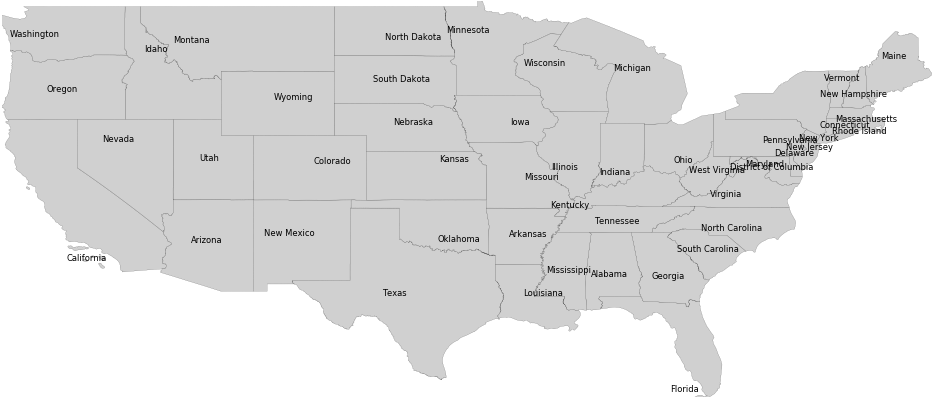 Washington
Idaho
Montana
North Dakota
Minnesota
Oregon
Wyoming
South Dakota
Wisconsin
Michigan
Maine
Vermont
New Hampshire
Nevada
Utah
Colorado
Nebraska
Kansas
Iowa
Missouri
Illinois
Indiana
Ohio
Massachusetts
Connecticut
Rhode Island
New York
Pennsylvania
New Jersey
Delaware
Maryland
District of Columbia
West Virginia
Virginia
Kentucky
Tennessee
North Carolina
South Carolina
California
Arizona
New Mexico
Oklahoma
Arkansas
Texas
Louisiana
Mississippi
Alabama
Georgia
Florida